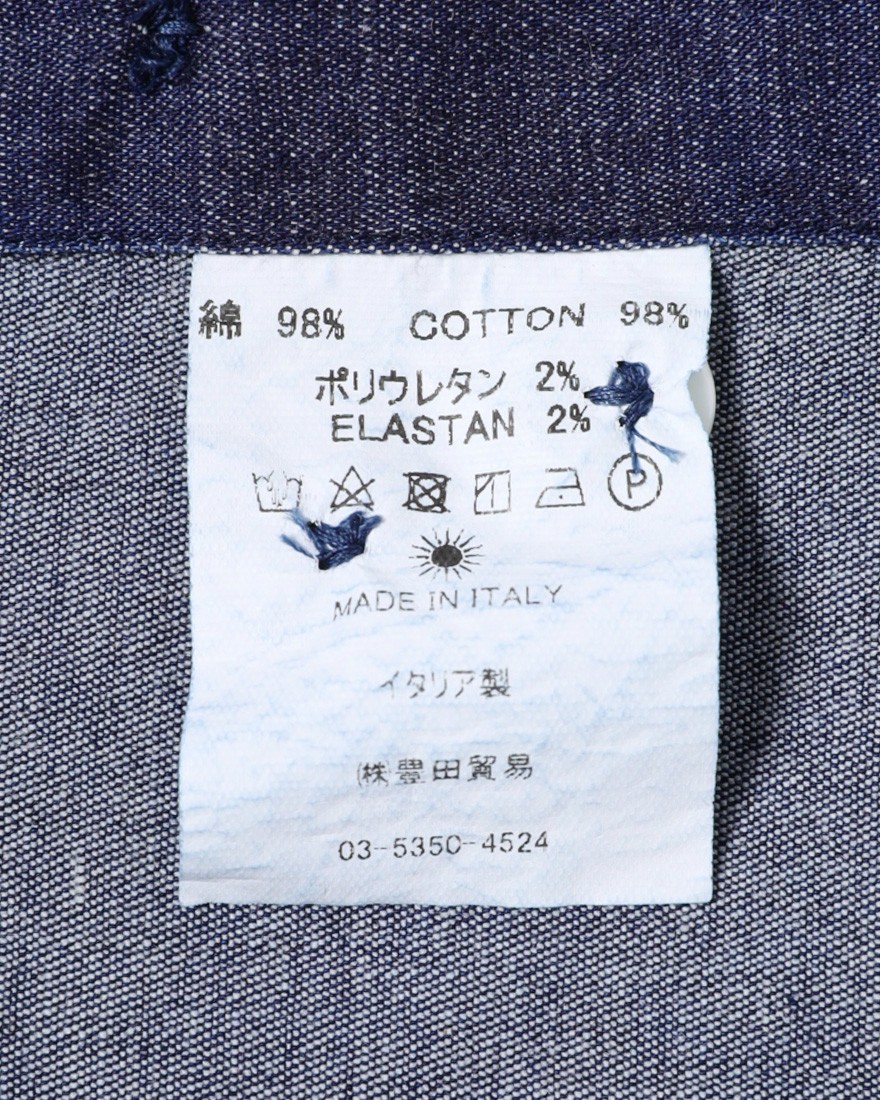 綿 98% COTTON 98%
ポリウレタン 2%
ELASTAN 2%
P
MADE IN ITALY
イタリア製
㈱豊田貿易
03-5350-4524